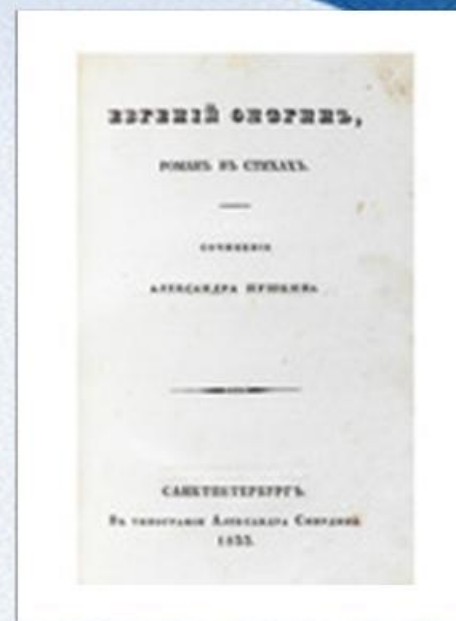 ЕВГЕНІЙ ОНѢГИНЪ,
РОМАНЪ ВЪ СТИХАХЪ.
СОЧИНЕНІЕ
АЛЕКСАНДРА ПУШКИНА
САНКТПЕТЕРБУРГЪ.
Въ типографіи Александра Смирдина
1833.